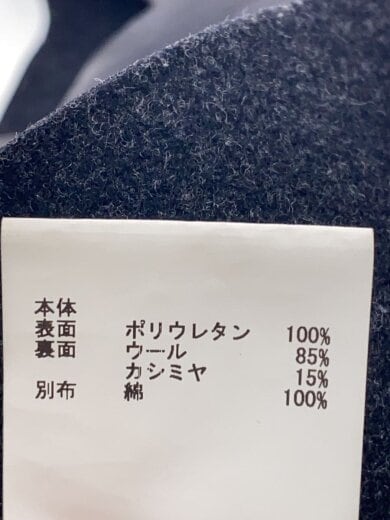 本体
表面 ポリウレタン 100%
裏面 ウール 85%
カシミヤ 15%
別布 綿 100%